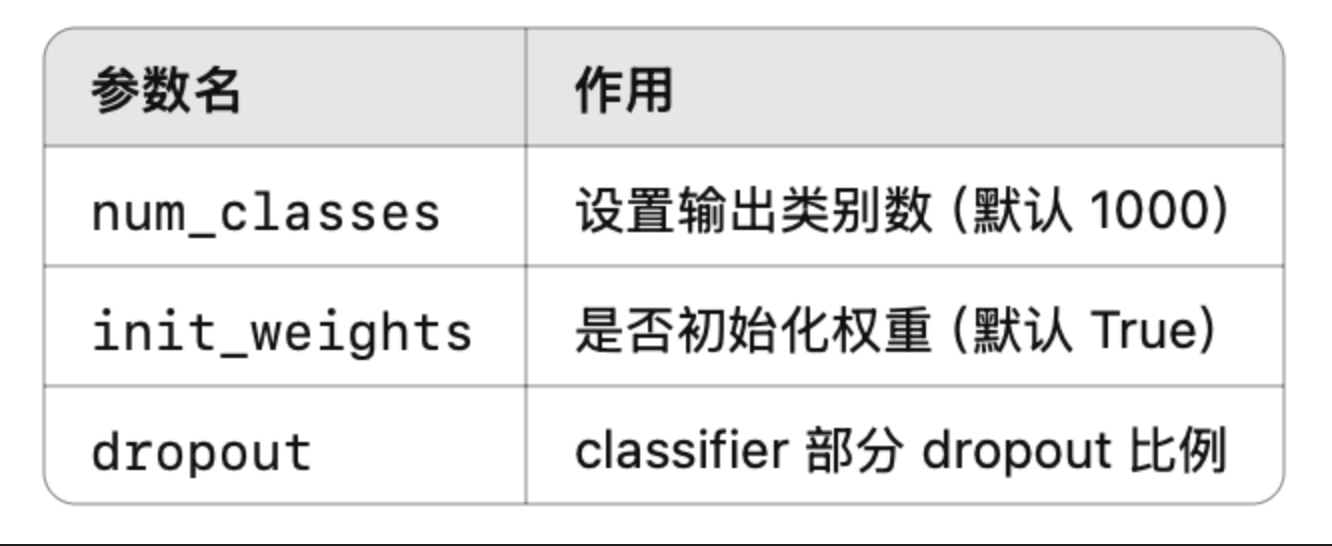 参数名 作用
num_classes 设置输出类别数 (默认 1000)
init_weights 是否初始化权重 (默认 True)
dropout classifier 部分 dropout 比例